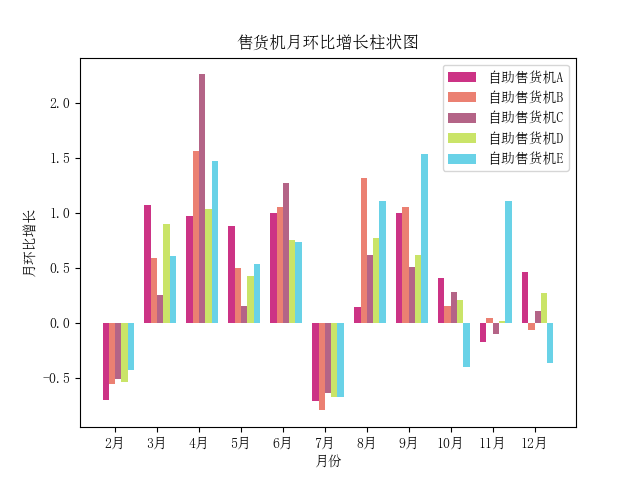 售货机月环比增长柱状图
自助售货机A
自助售货机B
自助售货机C
自助售货机D
自助售货机E
月环比增长
2.0
1.5
1.0
0.5
0.0
−0.5
2月 3月 4月 5月 6月 7月 8月 9月 10月 11月 12月
月份